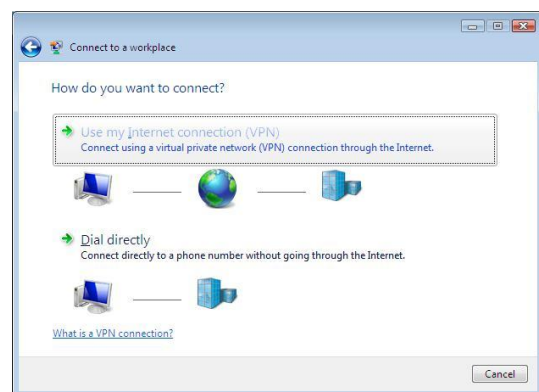 Connect to a workplace
How do you want to connect?
Use my Internet connection (VPN)
Connect using a virtual private network (VPN) connection through the Internet.
Dial directly
Connect directly to a phone number without going through the Internet.
What is a VPN connection?
Cancel